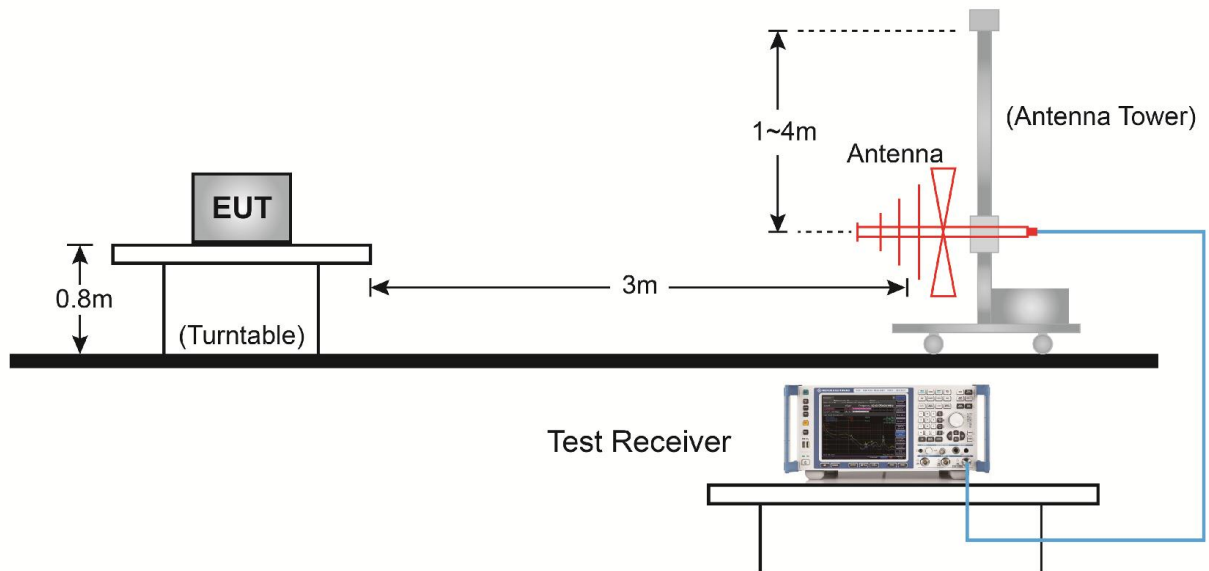 1~4m
(Antenna Tower)
Antenna
EUT
0.8m
3m
(Turntable)
Test Receiver